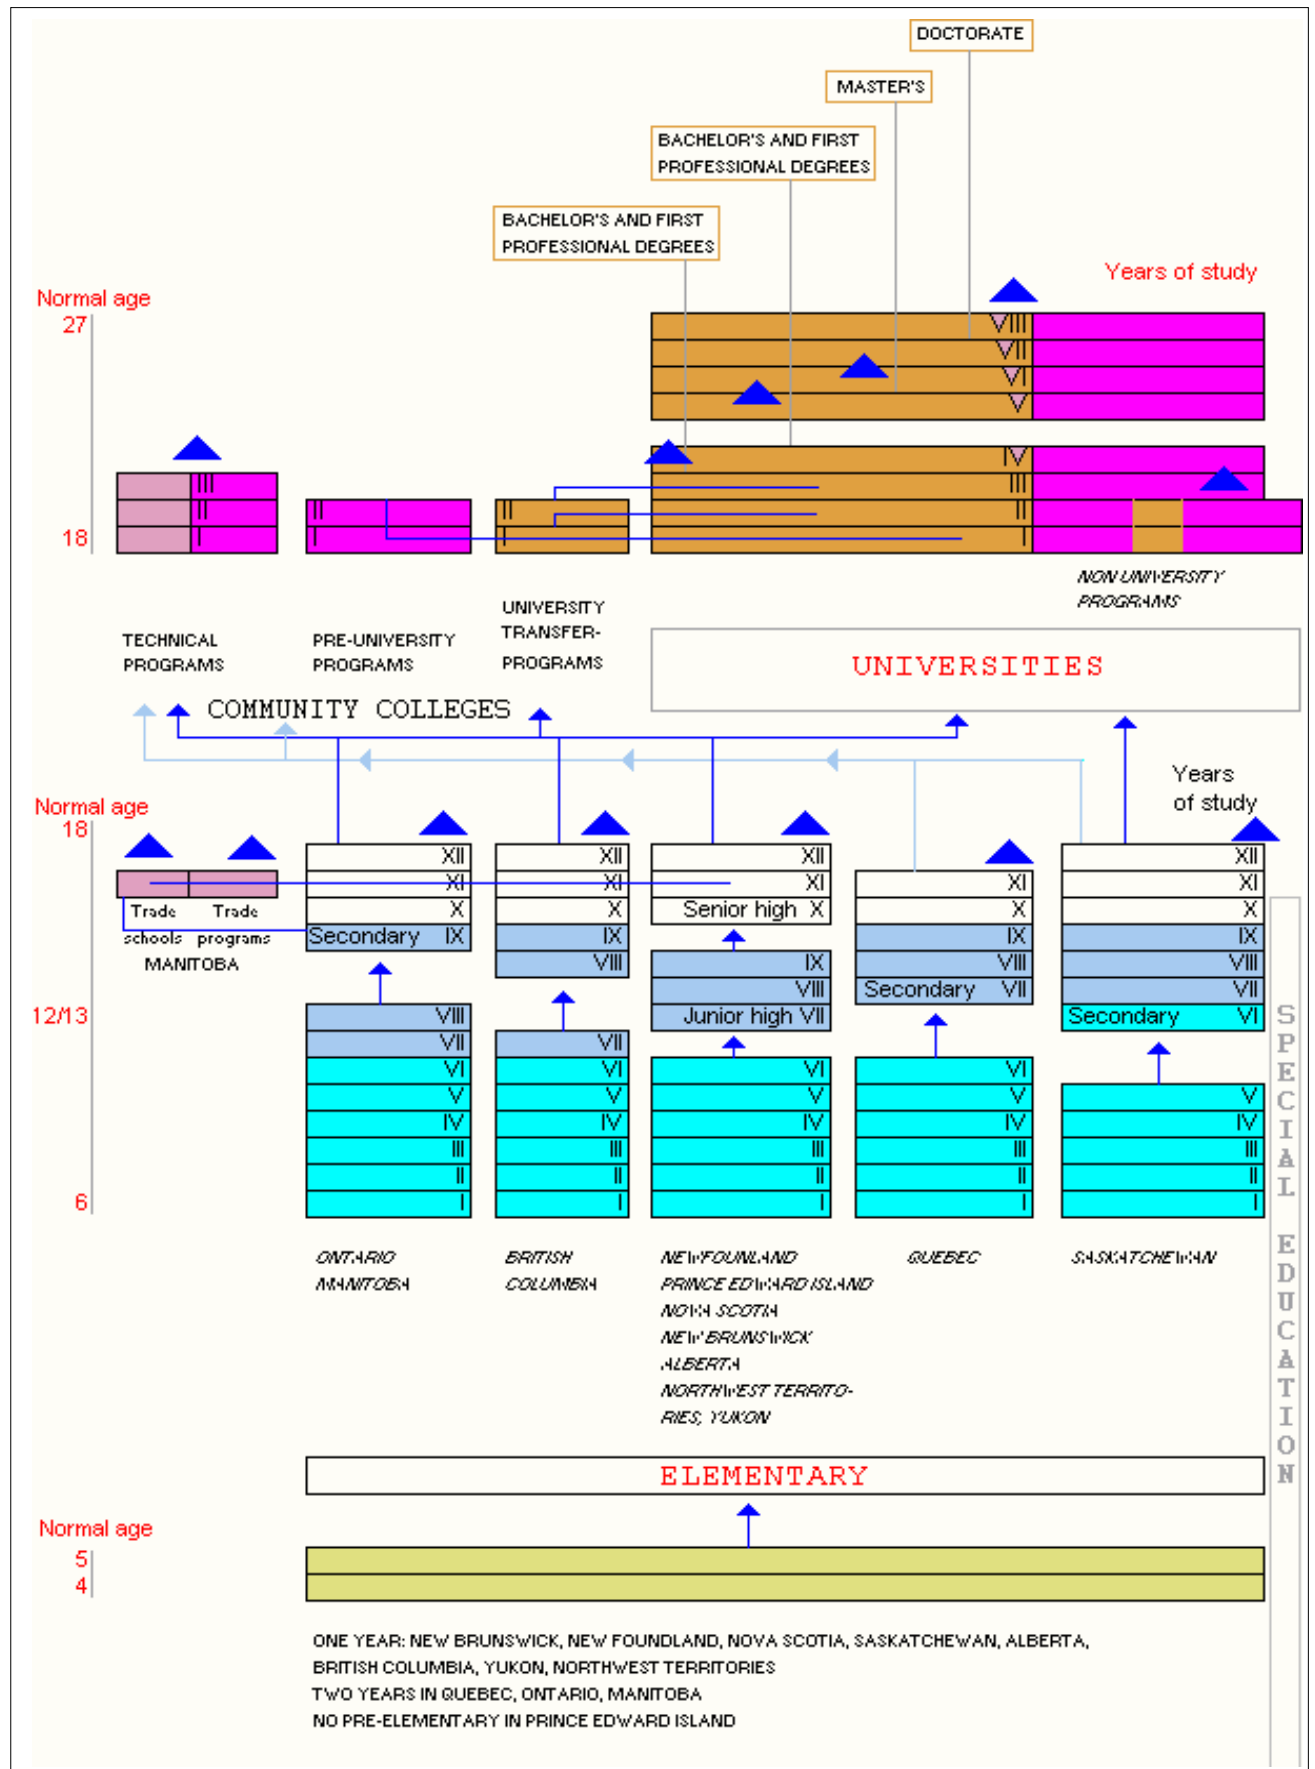 DOCTORATE
MASTER'S
BACHELOR'S AND FIRST
PROFESSIONAL DEGREES
BACHELOR'S AND FIRST
PROFESSIONAL DEGREES
Years of study
Normal age
27
VIII
VII
VI
V
IV
III
II
I
III
II
I
II
I
II
I
18
NON UNIVERSITY
PROGRAMS
TECHNICAL
PROGRAMS
PRE-UNIVERSITY
PROGRAMS
UNIVERSITY
TRANSFER-
PROGRAMS
UNIVERSITIES
COMMUNITY COLLEGES
Years
of study
Normal age
18
12/13
6
Trade
schools
Trade
programs
MANITOBA
XII
XI
X
Secondary IX
VIII
VII
VI
V
IV
III
II
I
XII
XI
X
IX
VIII
VII
VI
V
IV
III
II
I
XII
XI
Senior high X
IX
VIII
Junior high VII
VI
V
IV
III
II
I
XI
X
IX
VIII
Secondary VII
VI
V
IV
III
II
I
XII
XI
X
IX
VIII
VII
Secondary VI
V
IV
III
II
I
SPECIAL EDUCATION
ONTARIO
MANITOBA
BRITISH
COLUMBIA
NEWFOUNLAND
PRINCE EDWARD ISLAND
NOVA SCOTIA
NEW BRUNSWICK
ALBERTA
NORTHWEST TERRITO-
RIES, YUKON
QUEBEC
SASKATCHEWAN
ELEMENTARY
Normal age
5
4
ONE YEAR: NEW BRUNSWICK, NEW FOUNDLAND, NOVA SCOTIA, SASKATCHEWAN, ALBERTA,
BRITISH COLUMBIA, YUKON, NORTHWEST TERRITORIES
TWO YEARS IN QUEBEC, ONTARIO, MANITOBA
NO PRE-ELEMENTARY IN PRINCE EDWARD ISLAND